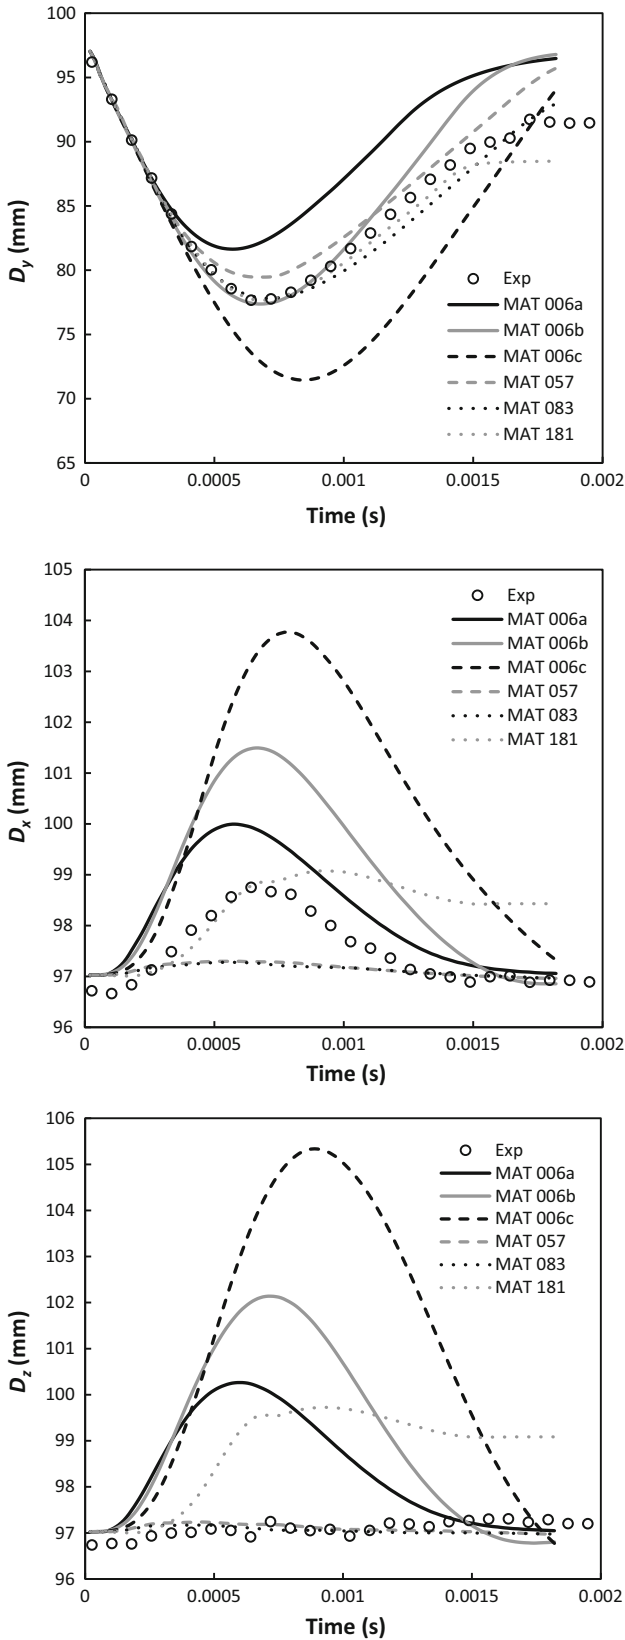 100
95
90
85
80
75
70
65
D_y (mm)
Exp
MAT 006a
MAT 006b
MAT 006c
MAT 057
MAT 083
MAT 181
0 0.0005 0.001 0.0015 0.002
Time (s)
105
104
103
102
101
100
99
98
97
96
D_x (mm)
Exp
MAT 006a
MAT 006b
MAT 006c
MAT 057
MAT 083
MAT 181
0 0.0005 0.001 0.0015 0.002
Time (s)
106
105
104
103
102
101
100
99
98
97
96
D_z (mm)
Exp
MAT 006a
MAT 006b
MAT 006c
MAT 057
MAT 083
MAT 181
0 0.0005 0.001 0.0015 0.002
Time (s)